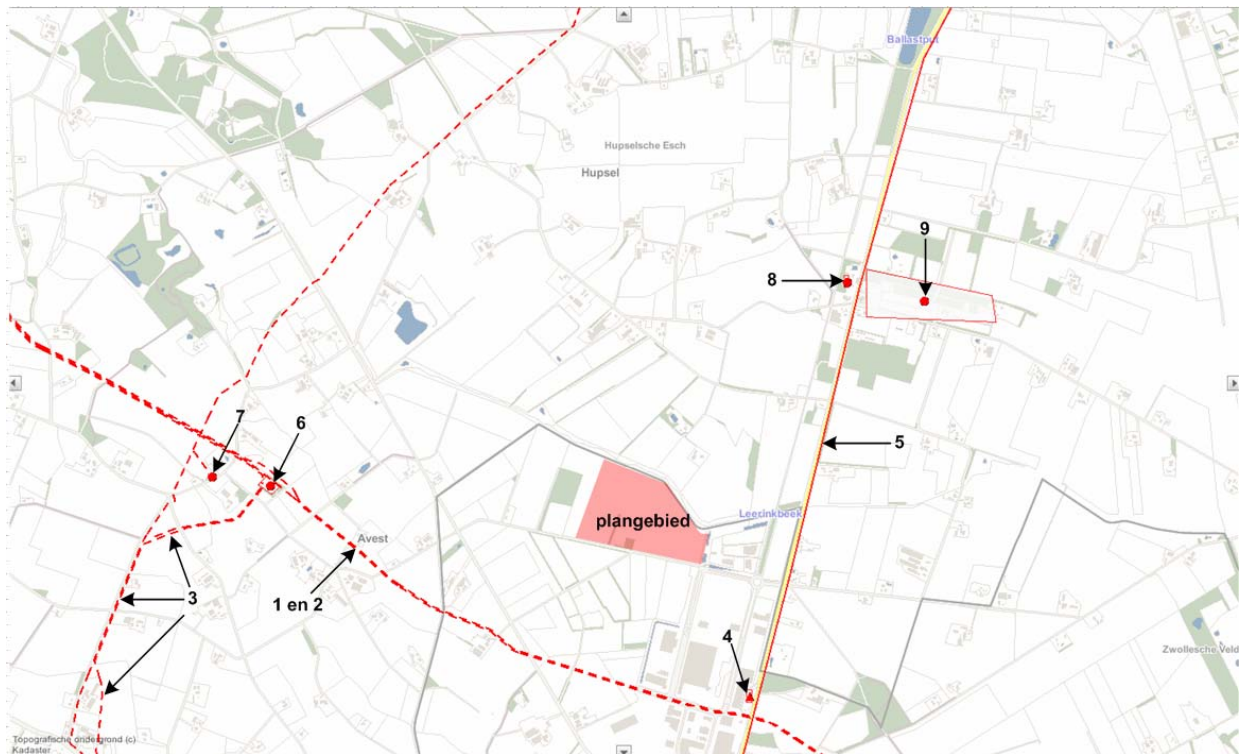 Ballastput
Hupselsche Esch
Hupsel
9
8
7
6
5
plangebied
Leerinkbeek
Avest
3
1 en 2
4
Zwollesche Veld
Topografische ondergrond (c)
Kadaster